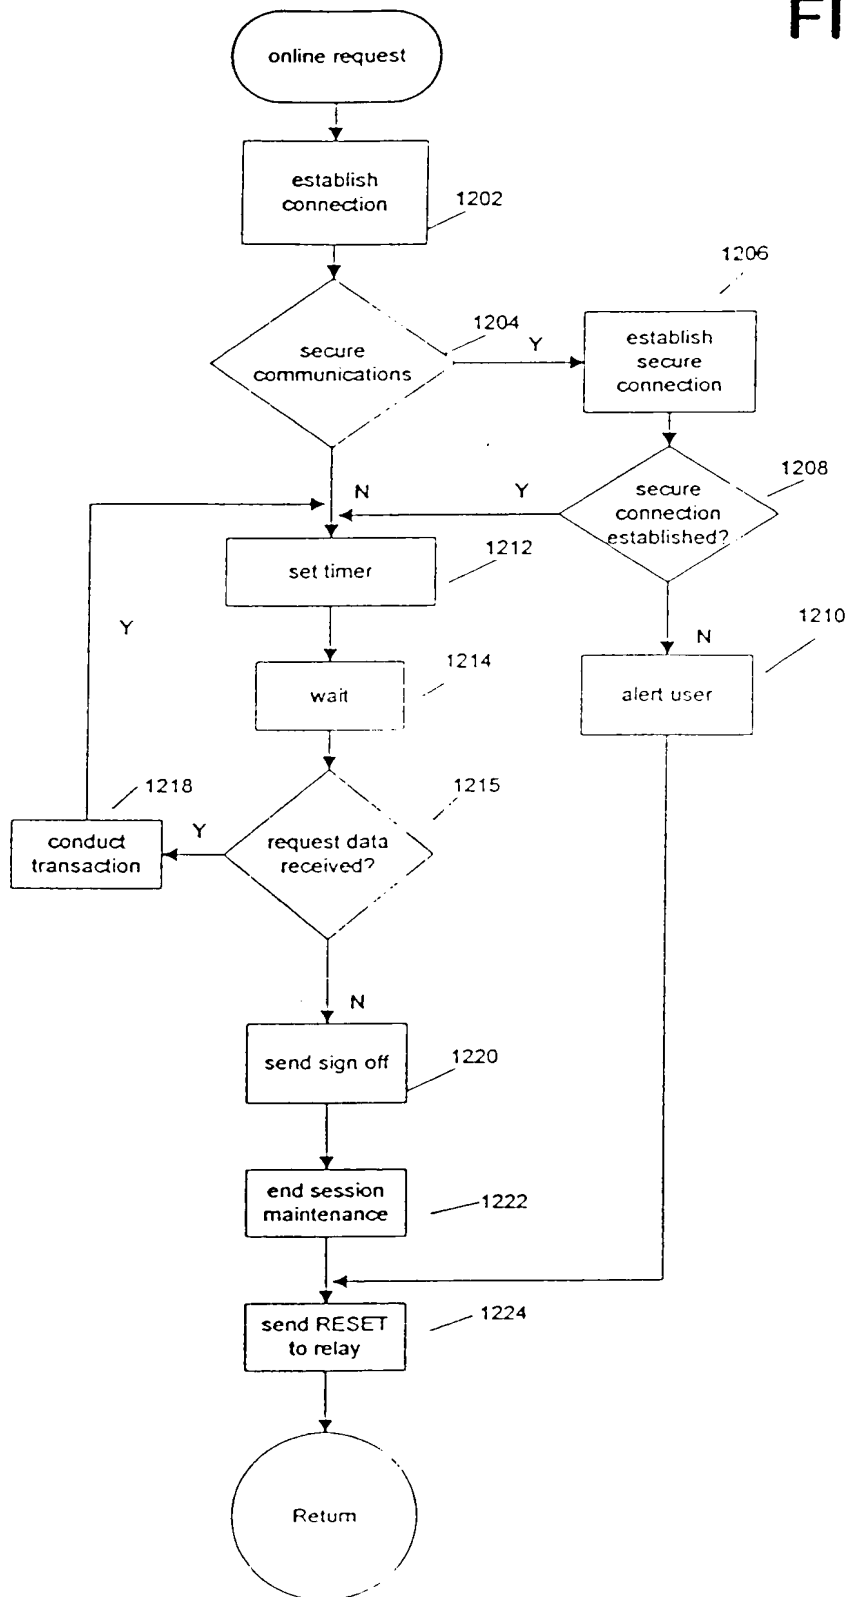 FI
online request
establish
connection
1202
1206
secure
communications
1204
Y
establish
secure
connection
N
Y
secure
connection
established?
1208
set timer
1212
Y
N
1210
wait
1214
alert user
1218
1215
conduct
transaction
Y
request data
received?
N
send sign off
1220
end session
maintenance
1222
send RESET
to relay
1224
Return